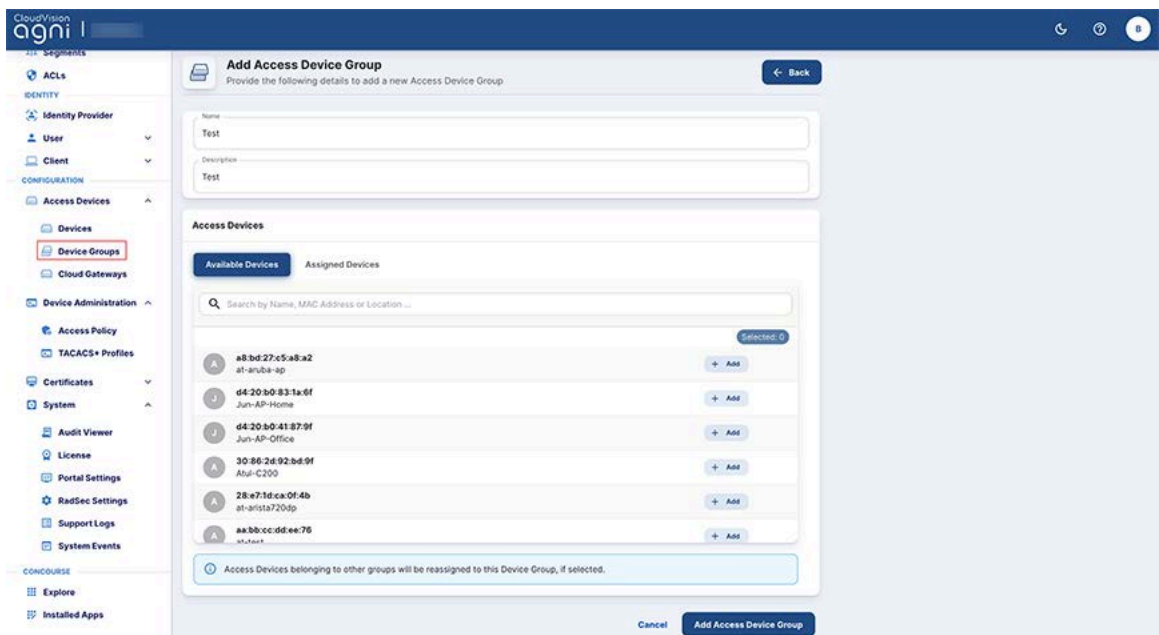 CloudVision
agni
B
Segments
ACLs
IDENTITY
Identity Provider
User
Client
CONFIGURATION
Access Devices
Devices
Device Groups
Cloud Gateways
Device Administration
Access Policy
TACACS+ Profiles
Certificates
System
Audit Viewer
License
Portal Settings
RadSec Settings
Support Logs
System Events
CONCOURSE
Explore
Installed Apps
Add Access Device Group
Provide the following details to add a new Access Device Group
Back
Name
Test
Description
Test
Access Devices
Available Devices Assigned Devices
Search by Name, MAC Address or Location ...
Selected: 0
A a8:bd:27:c5:a8:a2 + Add
at-aruba-ap
J d4:20:b0:83:1a:6f + Add
Jun-AP-Home
J d4:20:b0:41:87:9f + Add
Jun-AP-Office
A 30:86:2d:92:bd:9f + Add
Atul-C200
A 28:e7:1d:ca:0f:4b + Add
at-arista720dp
A aa:bb:cc:dd:ee:76 + Add
at-test
Access Devices belonging to other groups will be reassigned to this Device Group, if selected.
Cancel Add Access Device Group